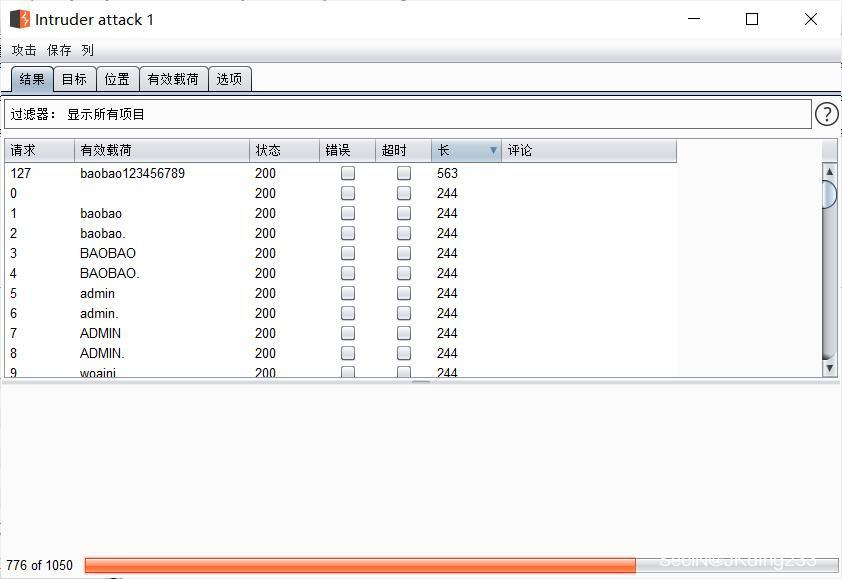 Intruder attack 1
攻击 保存 列
结果 目标 位置 有效载荷 选项
过滤器： 显示所有项目 ?
请求 有效载荷 状态 错误 超时 长 评论
127 baobao123456789 200 563
0 200 244
1 baobao 200 244
2 baobao. 200 244
3 BAOBAO 200 244
4 BAOBAO. 200 244
5 admin 200 244
6 admin. 200 244
7 ADMIN 200 244
8 ADMIN. 200 244
9 woaini 200 244
776 of 1050